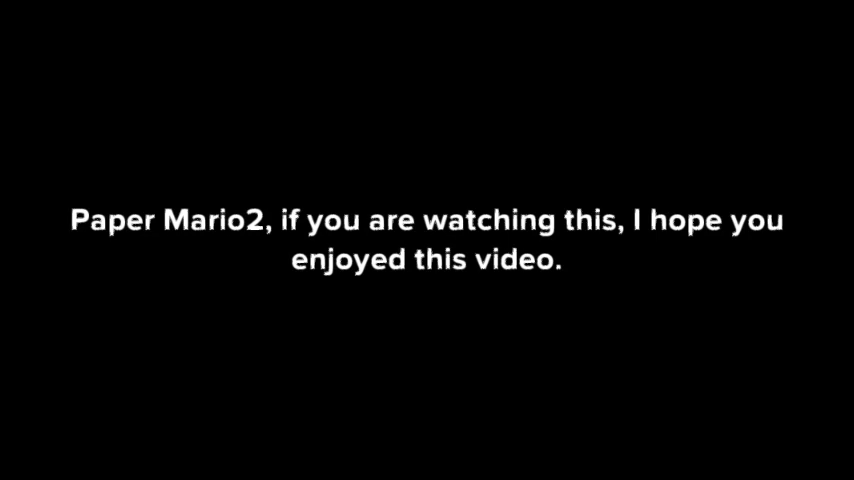 Paper Mario2, if you are watching this, I hope you
enjoyed this video.